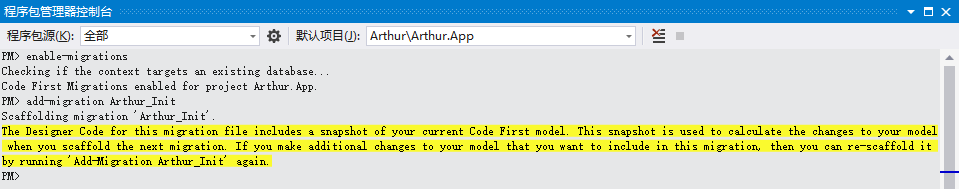 程序包管理器控制台
程序包源(K): 全部 默认项目(J): Arthur\Arthur.App
PM> enable-migrations
Checking if the context targets an existing database...
Code First Migrations enabled for project Arthur.App.
PM> add-migration Arthur_Init
Scaffolding migration 'Arthur_Init'.
The Designer Code for this migration file includes a snapshot of your current Code First model. This snapshot is used to calculate the changes to your model
when you scaffold the next migration. If you make additional changes to your model that you want to include in this migration, then you can re-scaffold it
by running 'Add-Migration Arthur_Init' again.
PM>